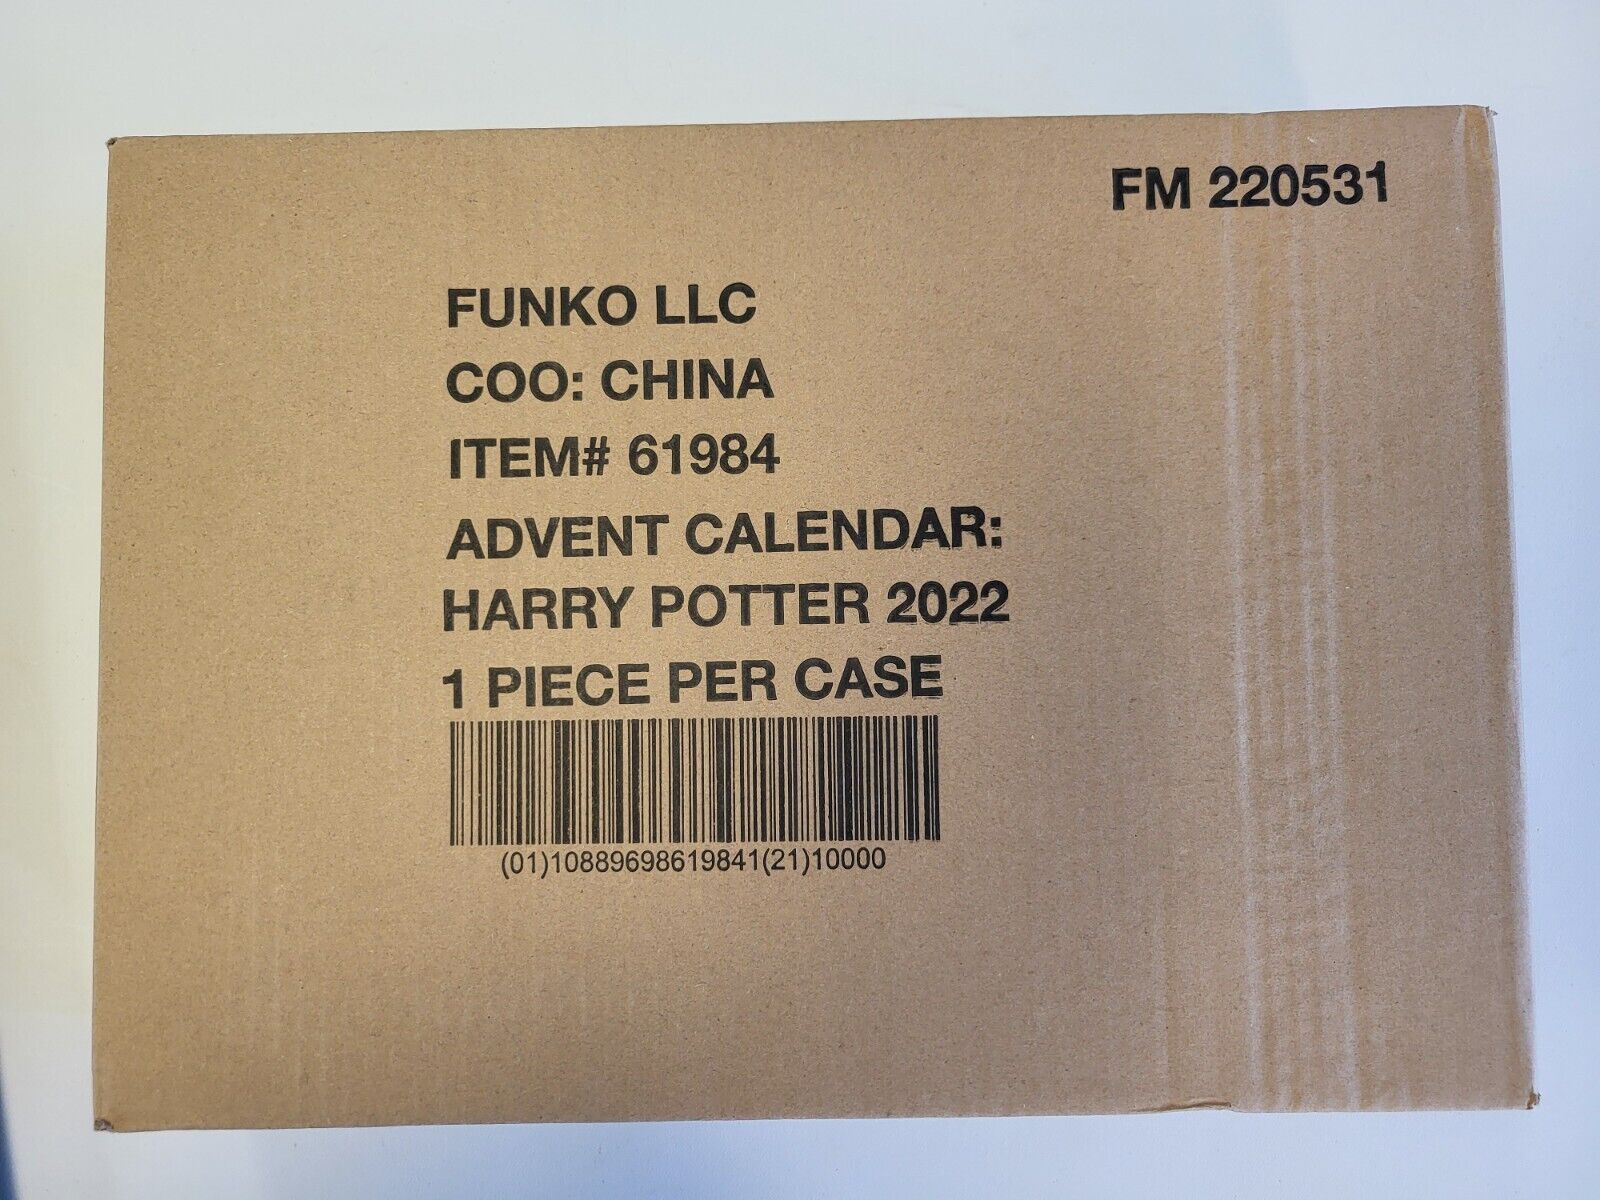 FM 220531
FUNKO LLC
COO: CHINA
ITEM# 61984
ADVENT CALENDAR:
HARRY POTTER 2022
1 PIECE PER CASE
(01)10889698619841(21)10000